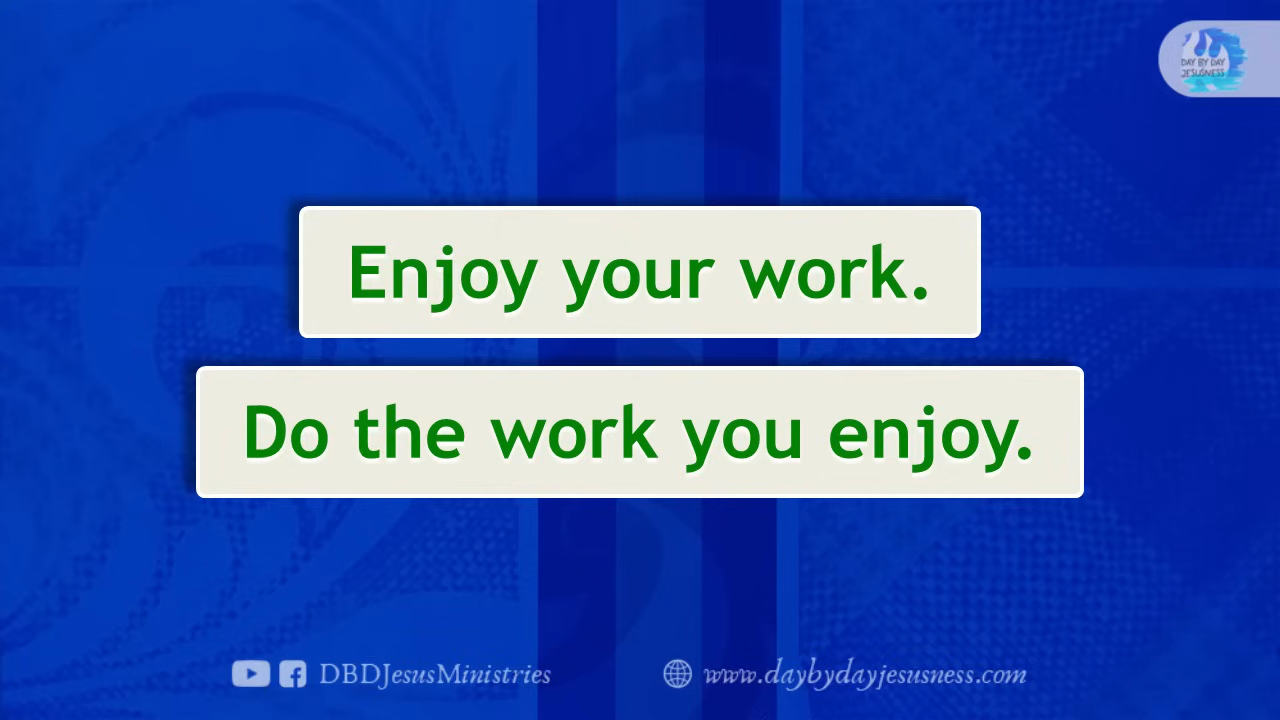 DAY BY DAY
JESUSNESS
Enjoy your work.
Do the work you enjoy.
DBDJesusMinistries
www.daybydayjesusness.com